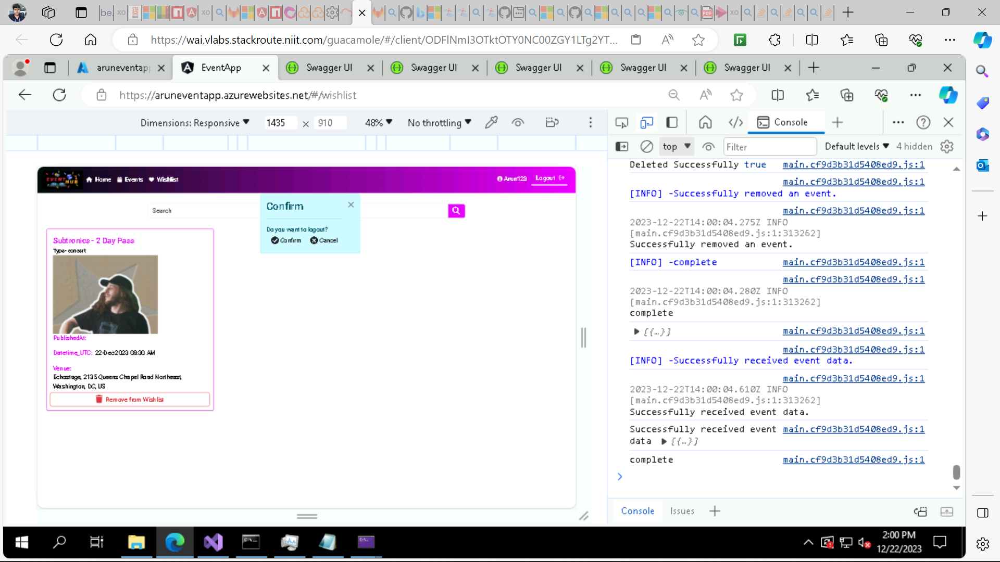 be.
https://wai.vlabs.stackroute.niit.com/guacamole/#/client/ODFlNmI3OTktOTY0NC00ZGY1LTg2YT...
aruneventapp
EventApp
Swagger UI
Swagger UI
Swagger UI
Swagger UI
Swagger UI
https://aruneventapp.azurewebsites.net/#/wishlist
Dimensions: Responsive
1435
×
910
48%
No throttling
Console
top
Filter
Default levels
4 hidden
EVENT HUB
Home
Events
Wishlist
Arun123
Logout
Search
Confirm
Do you want to logout?
Confirm
Cancel
Subtronics - 2 Day Pass
Type- concert
PublishedAt:
Datetime_UTC: 22-Dec-2023 08:30 AM
Venue:
Echostage, 2135 Queens Chapel Road Northeast,
Washington, DC, US
Remove from Wishlist
Deleted Successfully true main.cf9d3b31d5408ed9.js:1
main.cf9d3b31d5408ed9.js:1
[INFO] -Successfully removed an event.
main.cf9d3b31d5408ed9.js:1
2023-12-22T14:00:04.275Z INFO
[main.cf9d3b31d5408ed9.js:1:313262]
Successfully removed an event.
[INFO] -complete main.cf9d3b31d5408ed9.js:1
main.cf9d3b31d5408ed9.js:1
2023-12-22T14:00:04.280Z INFO
[main.cf9d3b31d5408ed9.js:1:313262]
complete
[{…}] main.cf9d3b31d5408ed9.js:1
main.cf9d3b31d5408ed9.js:1
[INFO] -Successfully received event data.
main.cf9d3b31d5408ed9.js:1
2023-12-22T14:00:04.610Z INFO
[main.cf9d3b31d5408ed9.js:1:313262]
Successfully received event data.
Successfully received event main.cf9d3b31d5408ed9.js:1
data [{…}]
complete main.cf9d3b31d5408ed9.js:1
Console
Issues
2:00 PM
12/22/2023